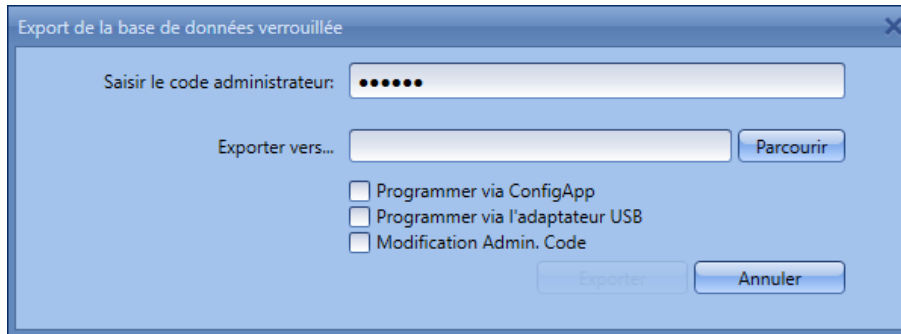 Export de la base de données verrouillée
Saisir le code administrateur: ••••••
Exporter vers... Parcourir
Programmer via ConfigApp
Programmer via l'adaptateur USB
Modification Admin. Code
Exporter Annuler